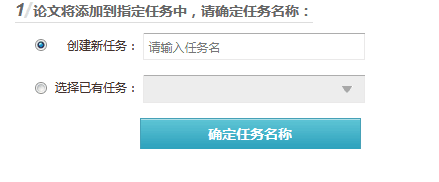 1/论文将添加到指定任务中，请确定任务名称：
创建新任务： 请输入任务名
选择已有任务：
确定任务名称